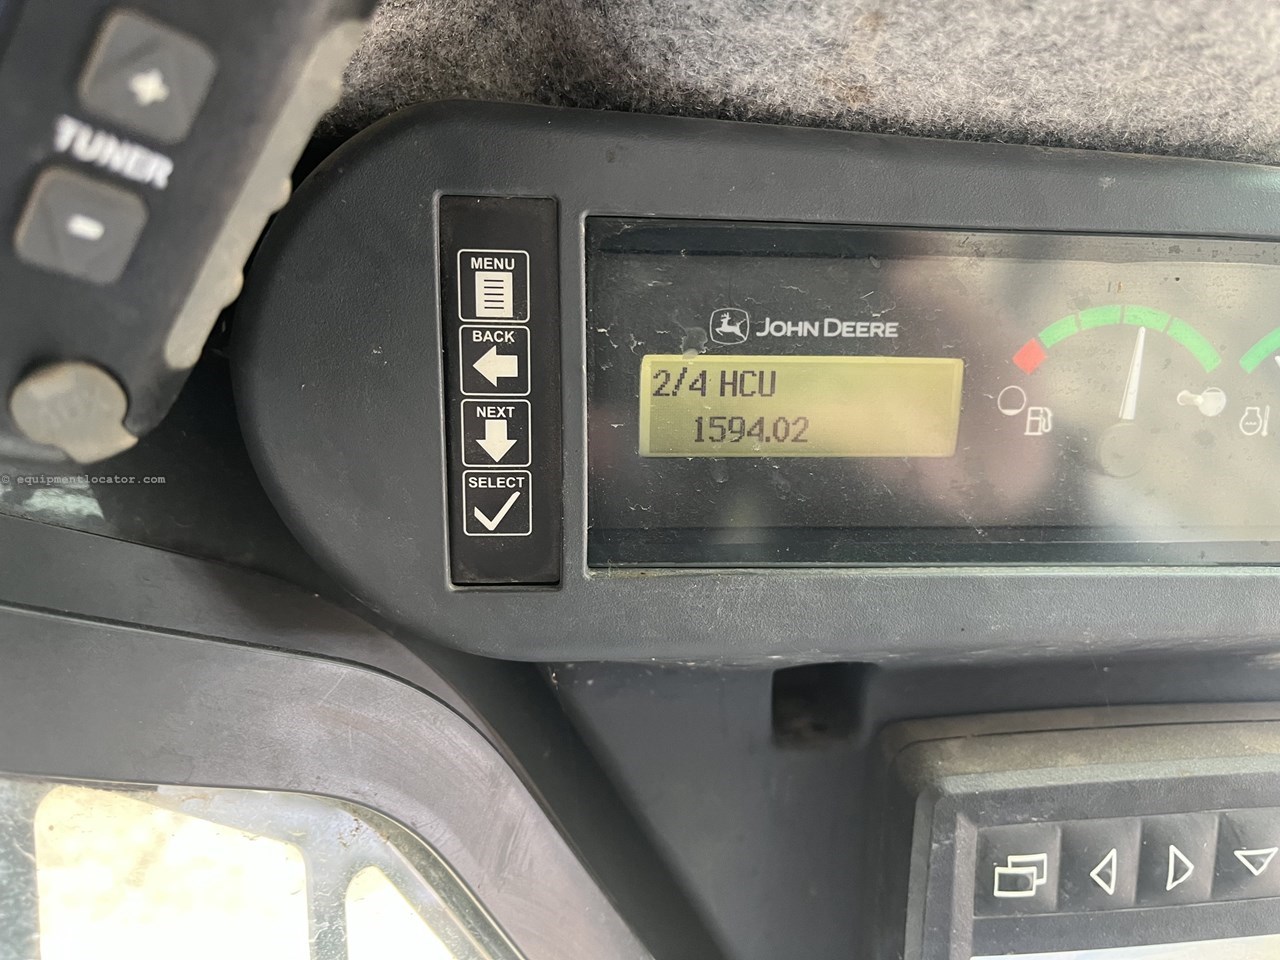 TUNER
MENU
BACK
NEXT
SELECT
JOHN DEERE
2/4 HCU
1594.02
© equipmentlocator.com